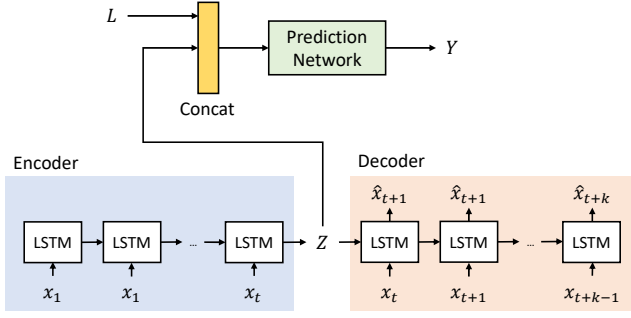 L
Prediction
Network
Y
Concat
Encoder
Decoder
x̂ₜ₊₁ x̂ₜ₊₁ x̂ₜ₊ₖ
LSTM LSTM ... LSTM Z LSTM LSTM ... LSTM
x₁ x₁ xₜ xₜ xₜ₊₁ xₜ₊ₖ₋₁